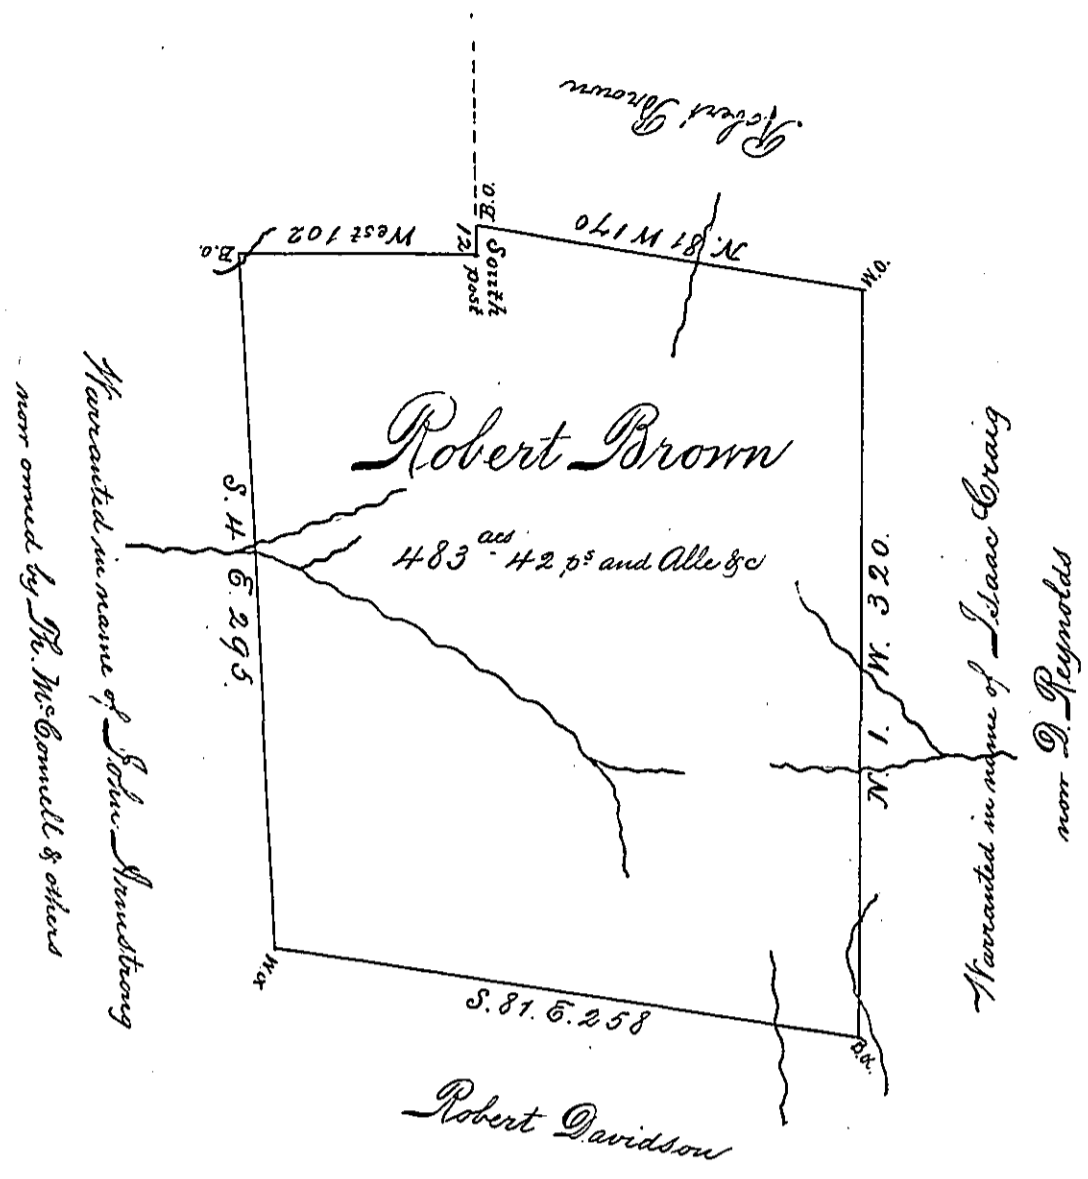 Robert Brown
B.O.
N. 81 W 170
W.O.
West 102
B.O.
12
South
post
Robert Brown
483 acs. 42 ps and Alle &c
S. 4 E. 295.
N. 1. W. 320.
Warranted in name of John Armstrong
now owned by Th. McConnell & others
Warranted in name of Isaac Craig
now D. Reynolds
S. 81. E. 258
Robert Davidson